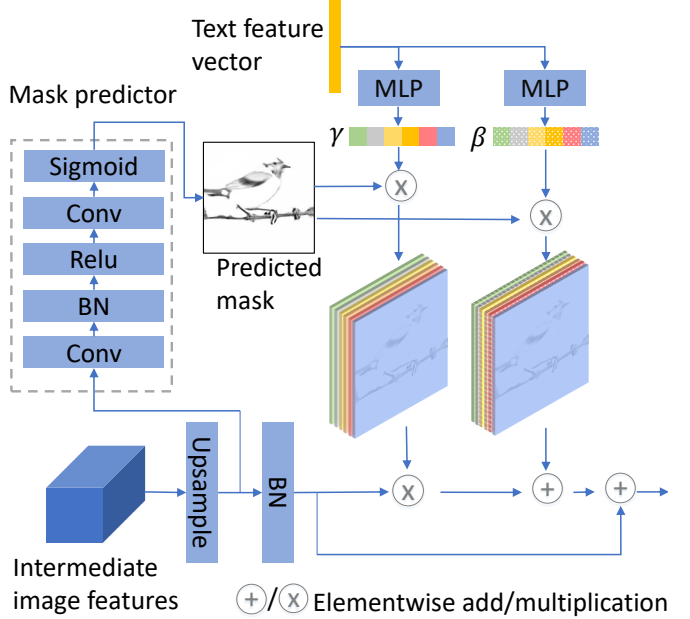 Text feature
vector
MLP
MLP
Mask predictor
γ
β
Sigmoid
Conv
Relu
BN
Conv
Predicted
mask
X
X
Upsample
BN
X
+
+
Intermediate
image features
+/X Elementwise add/multiplication